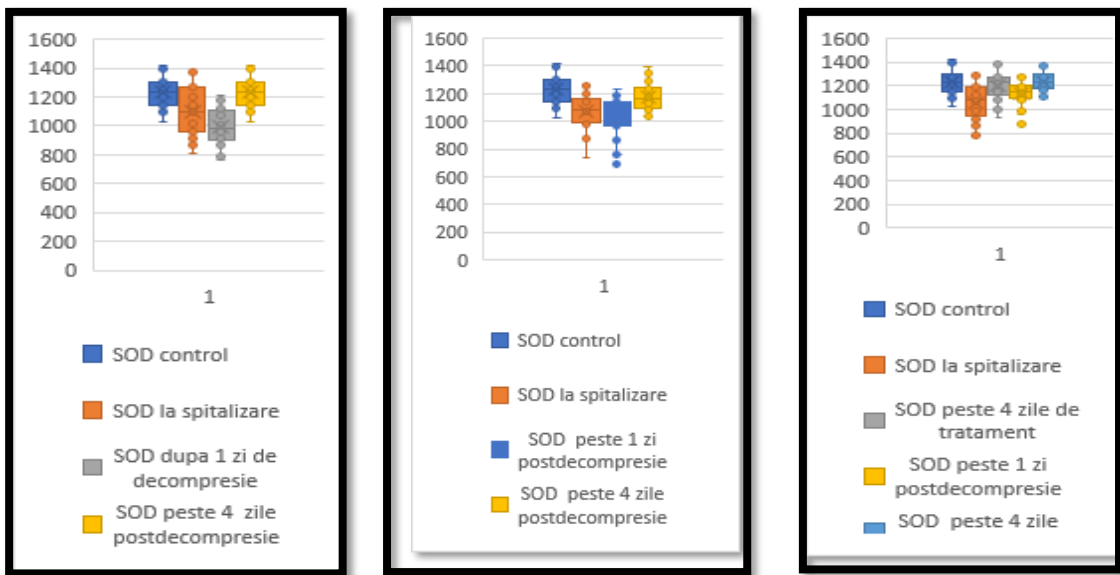 1600
1400
1200
1000
800
600
400
200
0
1
SOD control
SOD la spitalizare
SOD dupa 1 zi de
decompresie
SOD peste 4 zile
postdecompresie
1600
1400
1200
1000
800
600
400
200
0
1
SOD control
SOD la spitalizare
SOD peste 1 zi
postdecompresie
SOD peste 4 zile
postdecompresie
1600
1400
1200
1000
800
600
400
200
0
1
SOD control
SOD la spitalizare
SOD peste 4 zile de
tratament
SOD peste 1 zi
postdecompresie
SOD peste 4 zile